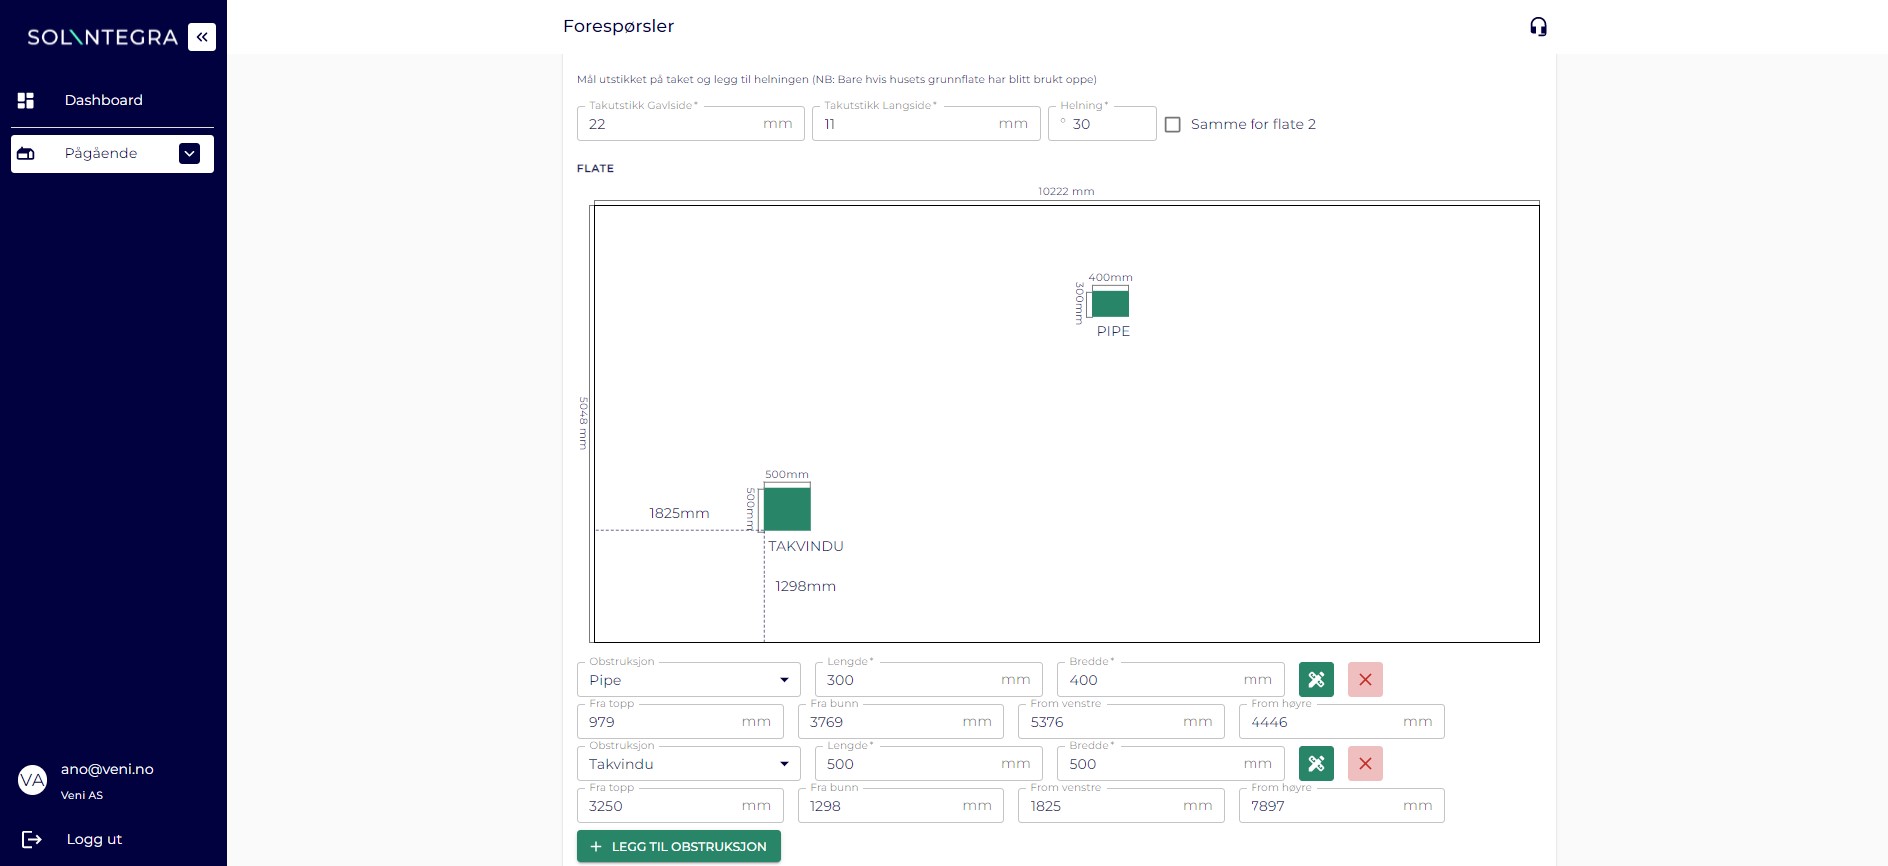 SOLINTEGRA
Forespørsler
Dashboard
Pågående
Mål utstikket på taket og legg til helningen (NB: Bare hvis husets grunnflate har blitt brukt oppe)
Takutstikk Gavlside * Takutstikk Langside * Helning *
22 mm 11 mm ° 30 Samme for flate 2
FLATE
10222 mm
400mm
300mm
PIPE
5048 mm
500mm
500mm
1825mm
TAKVINDU
1298mm
Obstruksjon Lengde * Bredde *
Pipe 300 mm 400 mm
Fra topp Fra bunn From venstre From høyre
979 mm 3769 mm 5376 mm 4446 mm
Obstruksjon Lengde * Bredde *
Takvindu 500 mm 500 mm
Fra topp Fra bunn From venstre From høyre
3250 mm 1298 mm 1825 mm 7897 mm
+ LEGG TIL OBSTRUKSJON
VA ano@veni.no
Veni AS
Logg ut